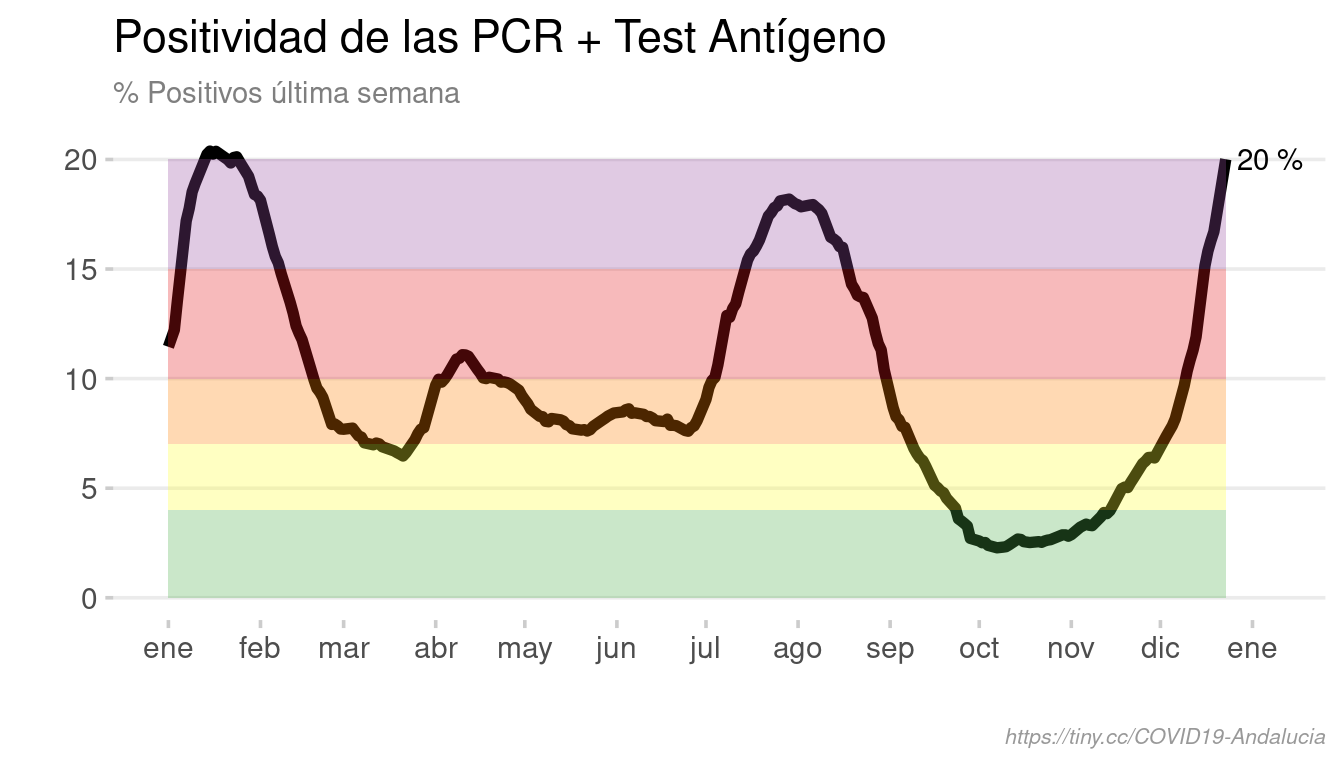 Positividad de las PCR + Test Antígeno
% Positivos última semana
20
20 %
15
10
5
0
ene feb mar abr may jun jul ago sep oct nov dic ene
https://tiny.cc/COVID19-Andalucia